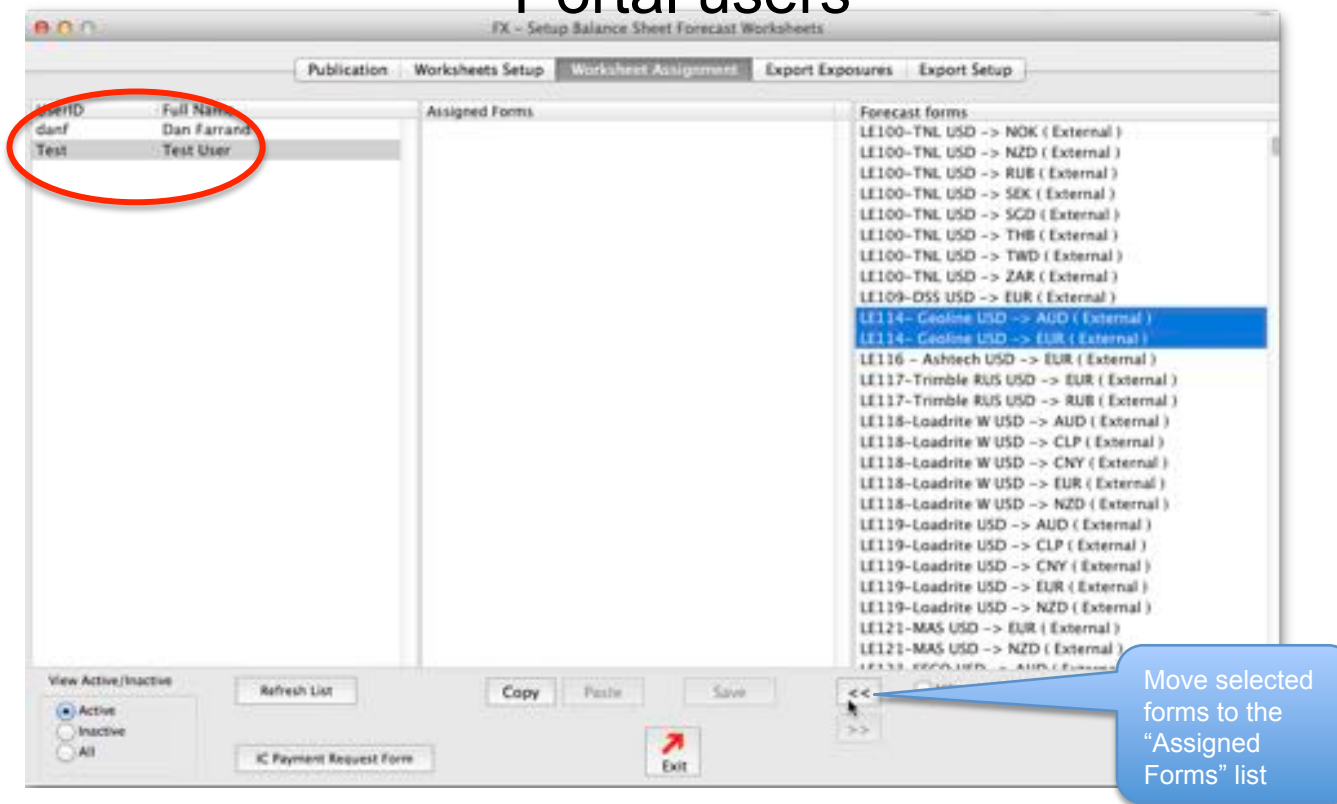 Portal users
FX - Setup Balance Sheet Forecast Worksheets
Publication
Worksheets Setup
Worksheet Assignment
Export Exposures
Export Setup
UserID
Full Name
danf
Dan Farrand
Test
Test User
Assigned Forms
Forecast forms
LE100-TNL USD -> NOK ( External )
LE100-TNL USD -> NZD ( External )
LE100-TNL USD -> RUB ( External )
LE100-TNL USD -> SEK ( External )
LE100-TNL USD -> SGD ( External )
LE100-TNL USD -> THB ( External )
LE100-TNL USD -> TWD ( External )
LE100-TNL USD -> ZAR ( External )
LE109-DSS USD -> EUR ( External )
LE114- Geoline USD -> AUD ( External )
LE114- Geoline USD -> EUR ( External )
LE116 - Ashtech USD -> EUR ( External )
LE117-Trimble RUS USD -> EUR ( External )
LE117-Trimble RUS USD -> RUB ( External )
LE118-Loadrite W USD -> AUD ( External )
LE118-Loadrite W USD -> CLP ( External )
LE118-Loadrite W USD -> CNY ( External )
LE118-Loadrite W USD -> EUR ( External )
LE118-Loadrite W USD -> NZD ( External )
LE119-Loadrite USD -> AUD ( External )
LE119-Loadrite USD -> CLP ( External )
LE119-Loadrite USD -> CNY ( External )
LE119-Loadrite USD -> EUR ( External )
LE119-Loadrite USD -> NZD ( External )
LE121-MAS USD -> EUR ( External )
LE121-MAS USD -> NZD ( External )
View Active/Inactive
Active
Inactive
All
Refresh List
IC Payment Request Form
Copy
Paste
Save
Exit
<<
>>
Move selected
forms to the
“Assigned
Forms” list